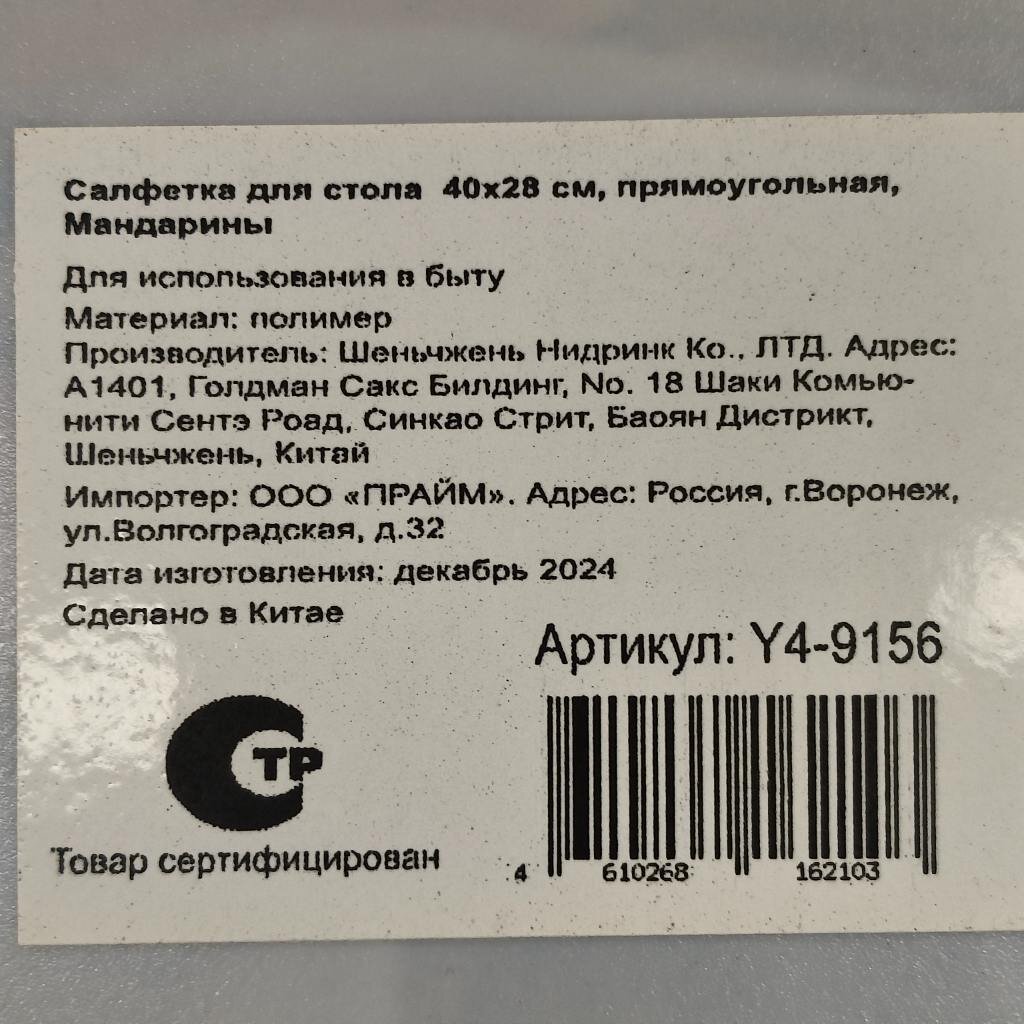 Салфетка для стола 40х28 см, прямоугольная,
Мандарины
Для использования в быту
Материал: полимер
Производитель: Шеньчжень Нидринк Ко., ЛТД. Адрес:
А1401, Голдман Сакс Билдинг, No. 18 Шаки Комью-
нити Сентэ Роад, Синкао Стрит, Баоян Дистрикт,
Шеньчжень, Китай
Импортер: ООО «ПРАЙМ». Адрес: Россия, г.Воронеж,
ул.Волгоградская, д.32
Дата изготовления: декабрь 2024
Сделано в Китае
Артикул: Y4-9156
СТР
Товар сертифицирован
4 610268 162103